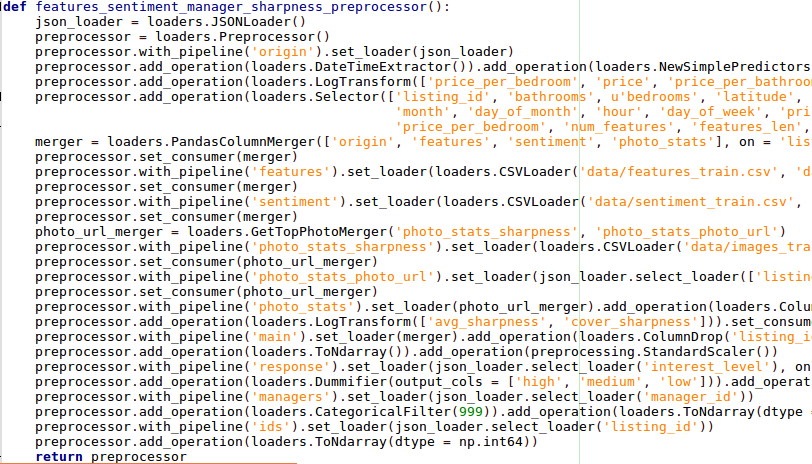 def features_sentiment_manager_sharpness_preprocessor():
    json_loader = loaders.JSONLoader()
    preprocessor = loaders.Preprocessor()
    preprocessor.with_pipeline('origin').set_loader(json_loader)
    preprocessor.add_operation(loaders.DateTimeExtractor()).add_operation(loaders.NewSimplePredictors
    preprocessor.add_operation(loaders.LogTransform(['price_per_bedroom', 'price', 'price_per_bathroo
    preprocessor.add_operation(loaders.Selector(['listing_id', 'bathrooms', u'bedrooms', 'latitude',
                                                 'month', 'day_of_month', 'hour', 'day_of_week', 'pri
                                                 'price_per_bedroom', 'num_features', 'features_len',
    merger = loaders.PandasColumnMerger(['origin', 'features', 'sentiment', 'photo_stats'], on = 'lis
    preprocessor.set_consumer(merger)
    preprocessor.with_pipeline('features').set_loader(loaders.CSVLoader('data/features_train.csv', 'd
    preprocessor.set_consumer(merger)
    preprocessor.with_pipeline('sentiment').set_loader(loaders.CSVLoader('data/sentiment_train.csv',
    preprocessor.set_consumer(merger)
    photo_url_merger = loaders.GetTopPhotoMerger('photo_stats_sharpness', 'photo_stats_photo_url')
    preprocessor.with_pipeline('photo_stats_sharpness').set_loader(loaders.CSVLoader('data/images_tra
    preprocessor.set_consumer(photo_url_merger)
    preprocessor.with_pipeline('photo_stats_photo_url').set_loader(json_loader.select_loader(['listin
    preprocessor.set_consumer(photo_url_merger)
    preprocessor.with_pipeline('photo_stats').set_loader(photo_url_merger).add_operation(loaders.Colu
    preprocessor.add_operation(loaders.LogTransform(['avg_sharpness', 'cover_sharpness'])).set_consum
    preprocessor.with_pipeline('main').set_loader(merger).add_operation(loaders.ColumnDrop('listing_i
    preprocessor.add_operation(loaders.ToNdarray()).add_operation(preprocessing.StandardScaler())
    preprocessor.with_pipeline('response').set_loader(json_loader.select_loader('interest_level'), on
    preprocessor.add_operation(loaders.Dummifier(output_cols = ['high', 'medium', 'low'])).add_operat
    preprocessor.with_pipeline('managers').set_loader(json_loader.select_loader('manager_id'))
    preprocessor.add_operation(loaders.CategoricalFilter(999)).add_operation(loaders.ToNdarray(dtype =
    preprocessor.with_pipeline('ids').set_loader(json_loader.select_loader('listing_id'))
    preprocessor.add_operation(loaders.ToNdarray(dtype = np.int64))
    return preprocessor